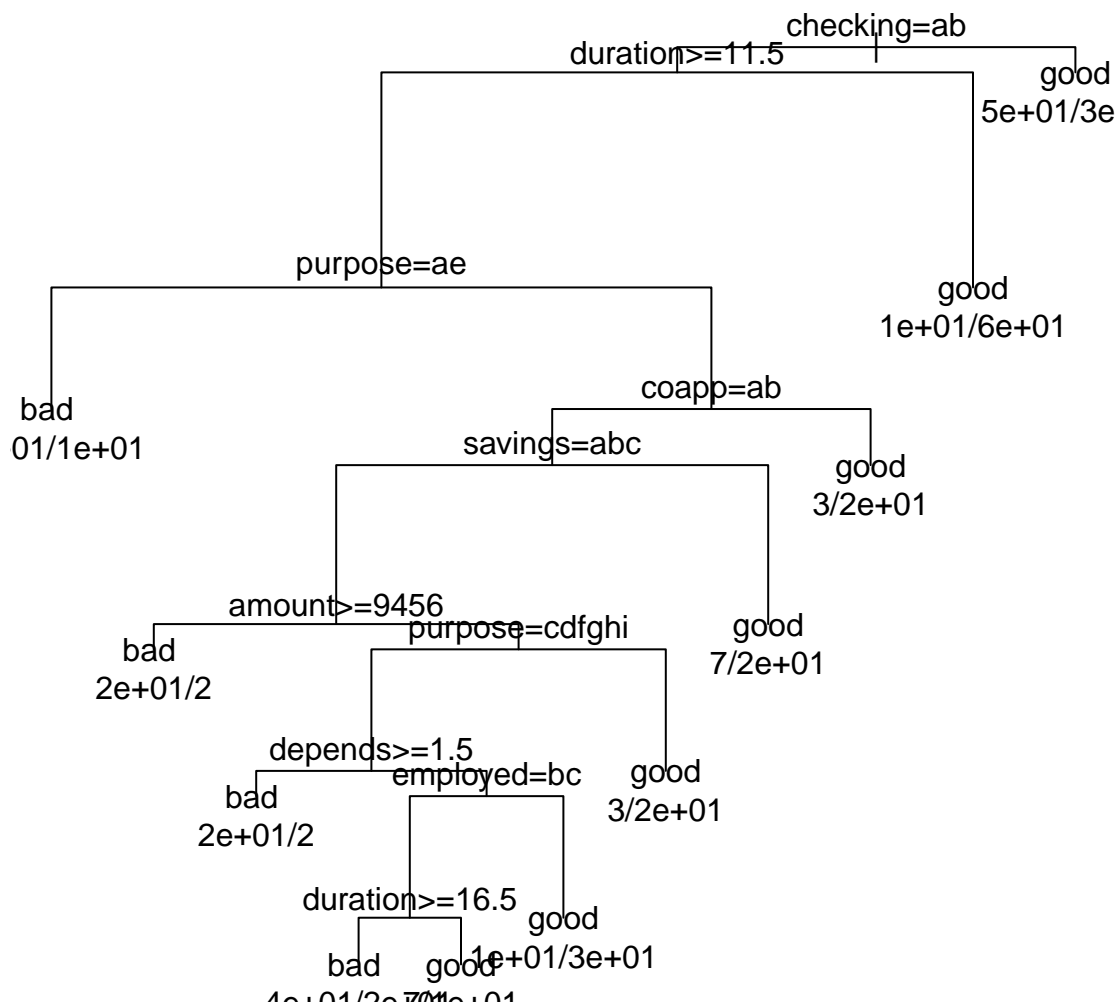 checking=ab
duration>=11.5
good
5e+01/3e
purpose=ae
good
1e+01/6e+01
coapp=ab
bad
01/1e+01
savings=abc
good
3/2e+01
amount>=9456
purpose=cdfghi
good
7/2e+01
bad
2e+01/2
depends>=1.5
employed=bc
good
3/2e+01
bad
2e+01/2
duration>=16.5
good
1e+01/3e+01
bad
good